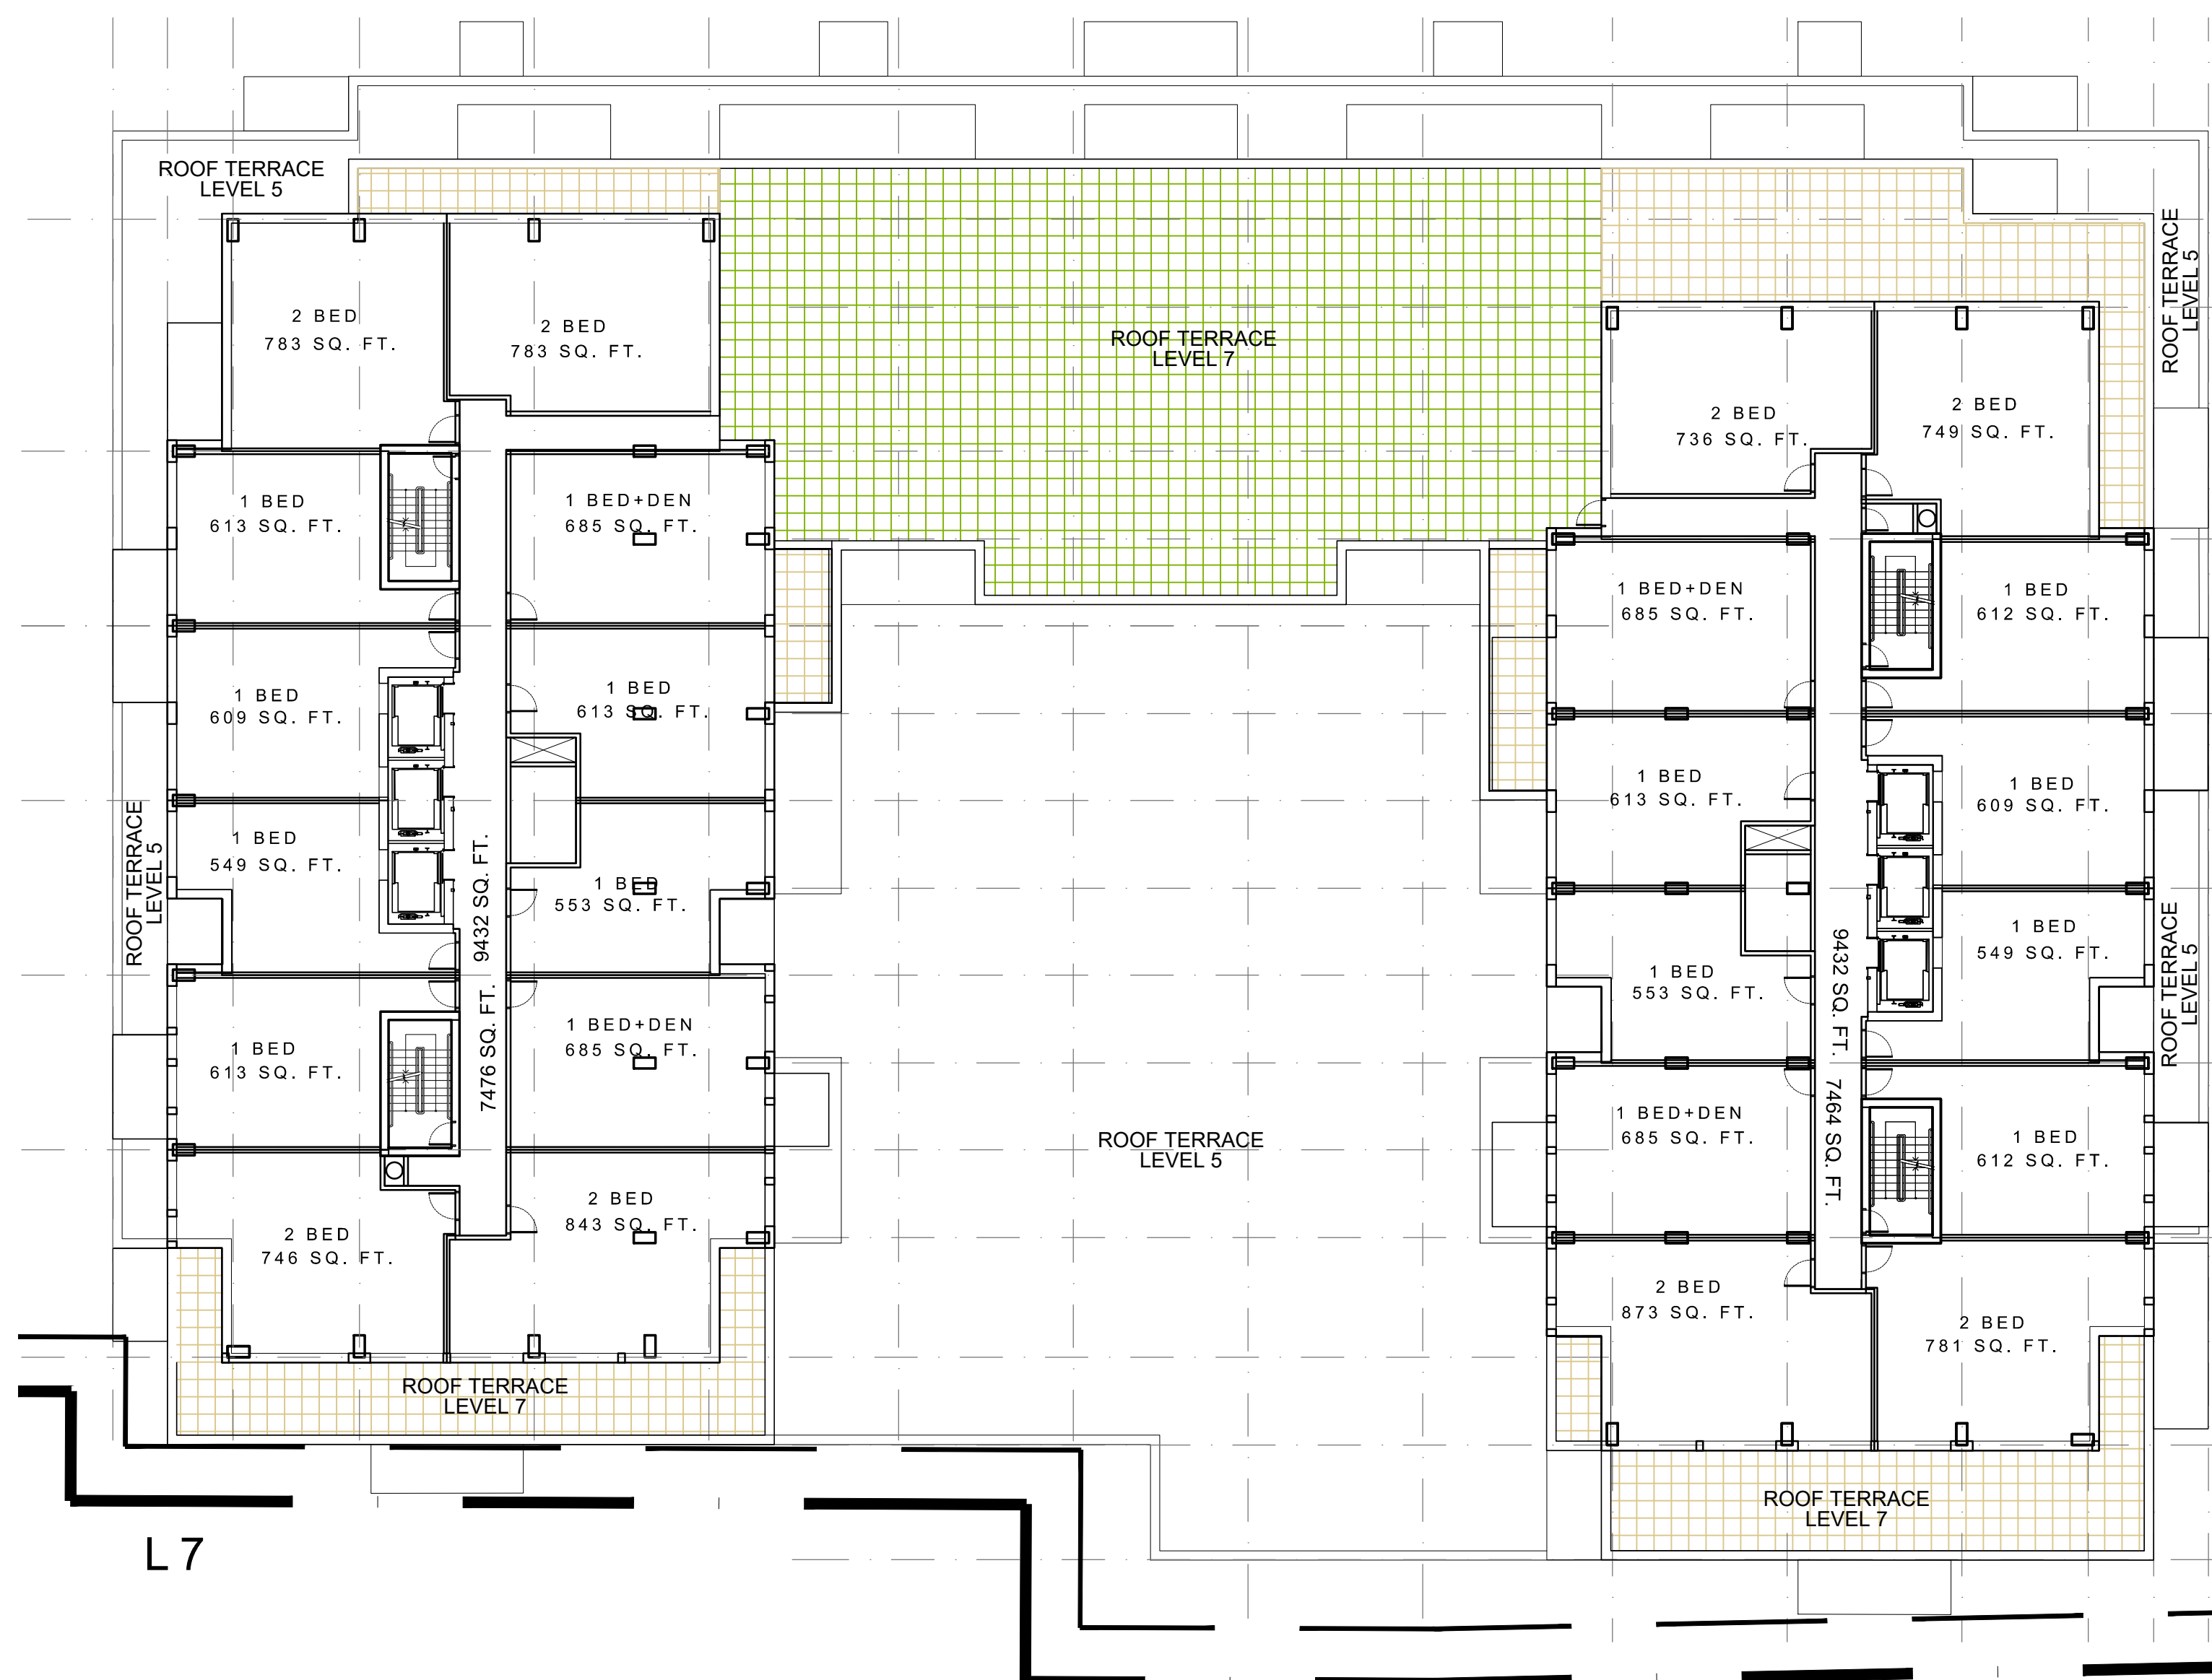 ROOF TERRACE
LEVEL 5
2 BED
783 SQ. FT.
2 BED
783 SQ. FT.
ROOF TERRACE
LEVEL 7
2 BED
736 SQ. FT.
2 BED
749 SQ. FT.
ROOF TERRACE
LEVEL 5
1 BED
613 SQ. FT.
1 BED+DEN
685 SQ. FT.
1 BED+DEN
685 SQ. FT.
1 BED
612 SQ. FT.
1 BED
609 SQ. FT.
1 BED
613 SQ. FT.
1 BED
613 SQ. FT.
1 BED
609 SQ. FT.
ROOF TERRACE
LEVEL 5
1 BED
549 SQ. FT.
7476 SQ. FT. 9432 SQ. FT.
1 BED
553 SQ. FT.
1 BED
553 SQ. FT.
9432 SQ. FT. 7464 SQ. FT.
1 BED
549 SQ. FT.
ROOF TERRACE
LEVEL 5
1 BED
613 SQ. FT.
1 BED+DEN
685 SQ. FT.
ROOF TERRACE
LEVEL 5
1 BED+DEN
685 SQ. FT.
1 BED
612 SQ. FT.
2 BED
746 SQ. FT.
2 BED
843 SQ. FT.
2 BED
873 SQ. FT.
2 BED
781 SQ. FT.
ROOF TERRACE
LEVEL 7
ROOF TERRACE
LEVEL 7
L 7